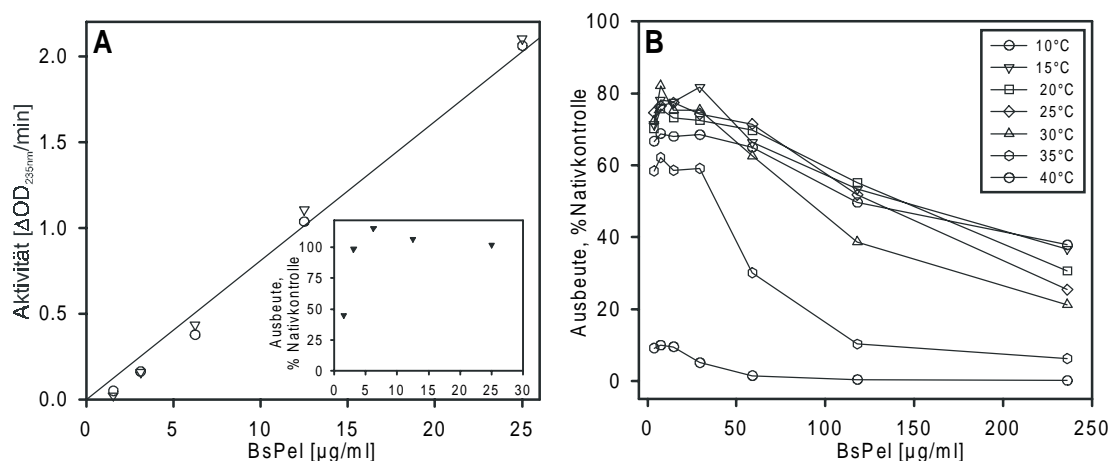 A
Aktivität [ΔOD235nm/min]
2.0
1.5
1.0
0.5
0.0
0 5 10 15 20 25
BsPel [µg/ml]
Ausbeute,
% Nativkontrolle
100
75
50
25
0
0 5 10 15 20 25 30
B
Ausbeute, %Nativkontrolle
100
80
60
40
20
0
0 50 100 150 200 250
BsPel [µg/ml]
10°C
15°C
20°C
25°C
30°C
35°C
40°C